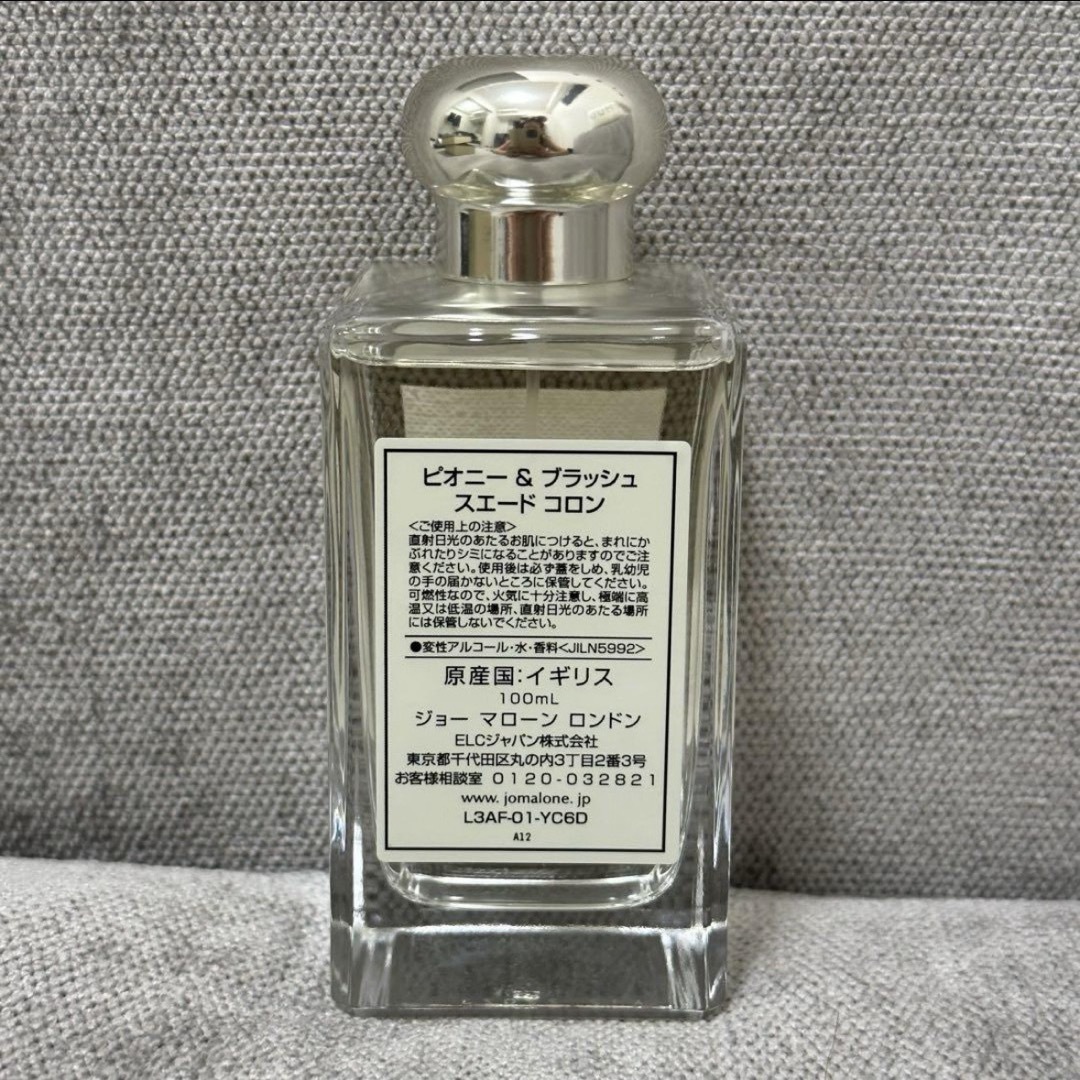 ピオニー & ブラッシュ
スエード コロン
<ご使用上の注意>
直射日光のあたるお肌につけると、まれにか
ぶれたりシミになることがありますのでご注
意ください。使用後は必ず蓋をしめ、乳幼児
の手の届かないところに保管してください。
可燃性なので、火気に十分注意し、極端に高
温又は低温の場所、直射日光のあたる場所
には保管しないでください。
●変性アルコール・水・香料<JILN5992>
原産国:イギリス
100mL
ジョー マローン ロンドン
ELCジャパン株式会社
東京都千代田区丸の内3丁目2番3号
お客様相談室 0120-032821
www. jomalone. jp
L3AF-01-YC6D
A12